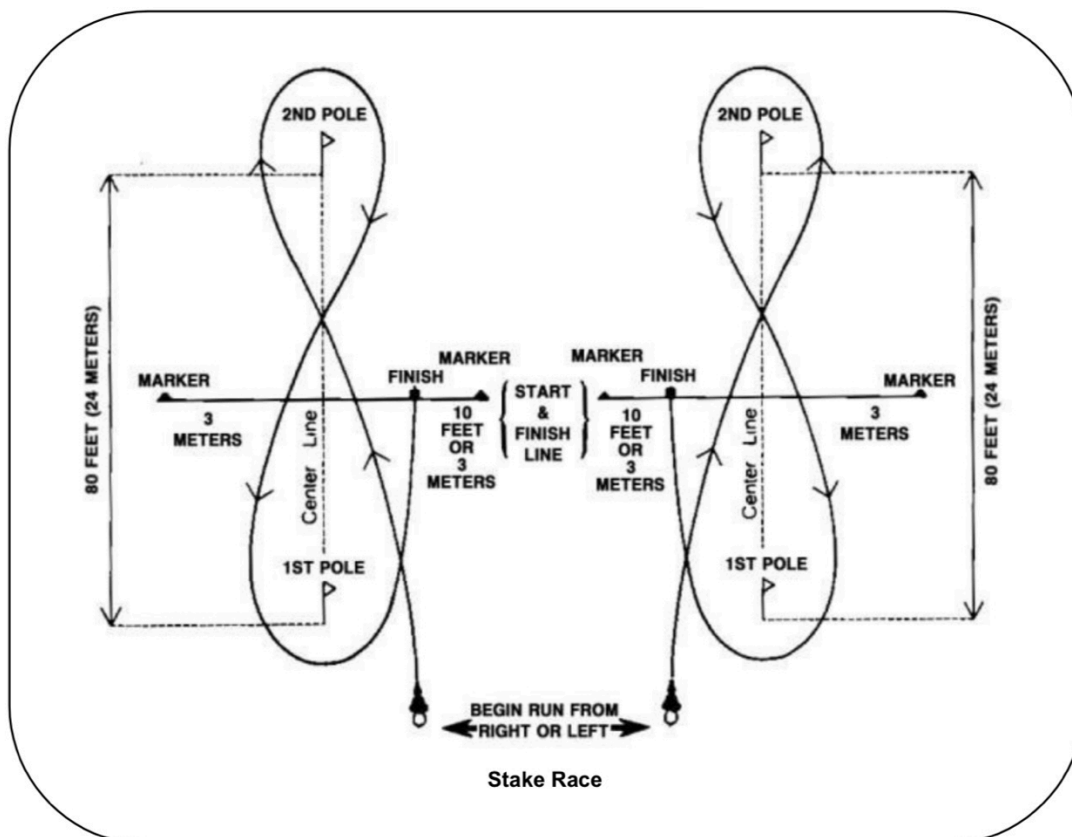 2ND POLE
2ND POLE
80 FEET (24 METERS)
80 FEET (24 METERS)
MARKER
FINISH
MARKER
START
&
FINISH
LINE
MARKER
FINISH
MARKER
3
METERS
10
FEET
OR
3
METERS
10
FEET
OR
3
METERS
3
METERS
Center Line
Center Line
1ST POLE
1ST POLE
BEGIN RUN FROM
RIGHT OR LEFT
Stake Race